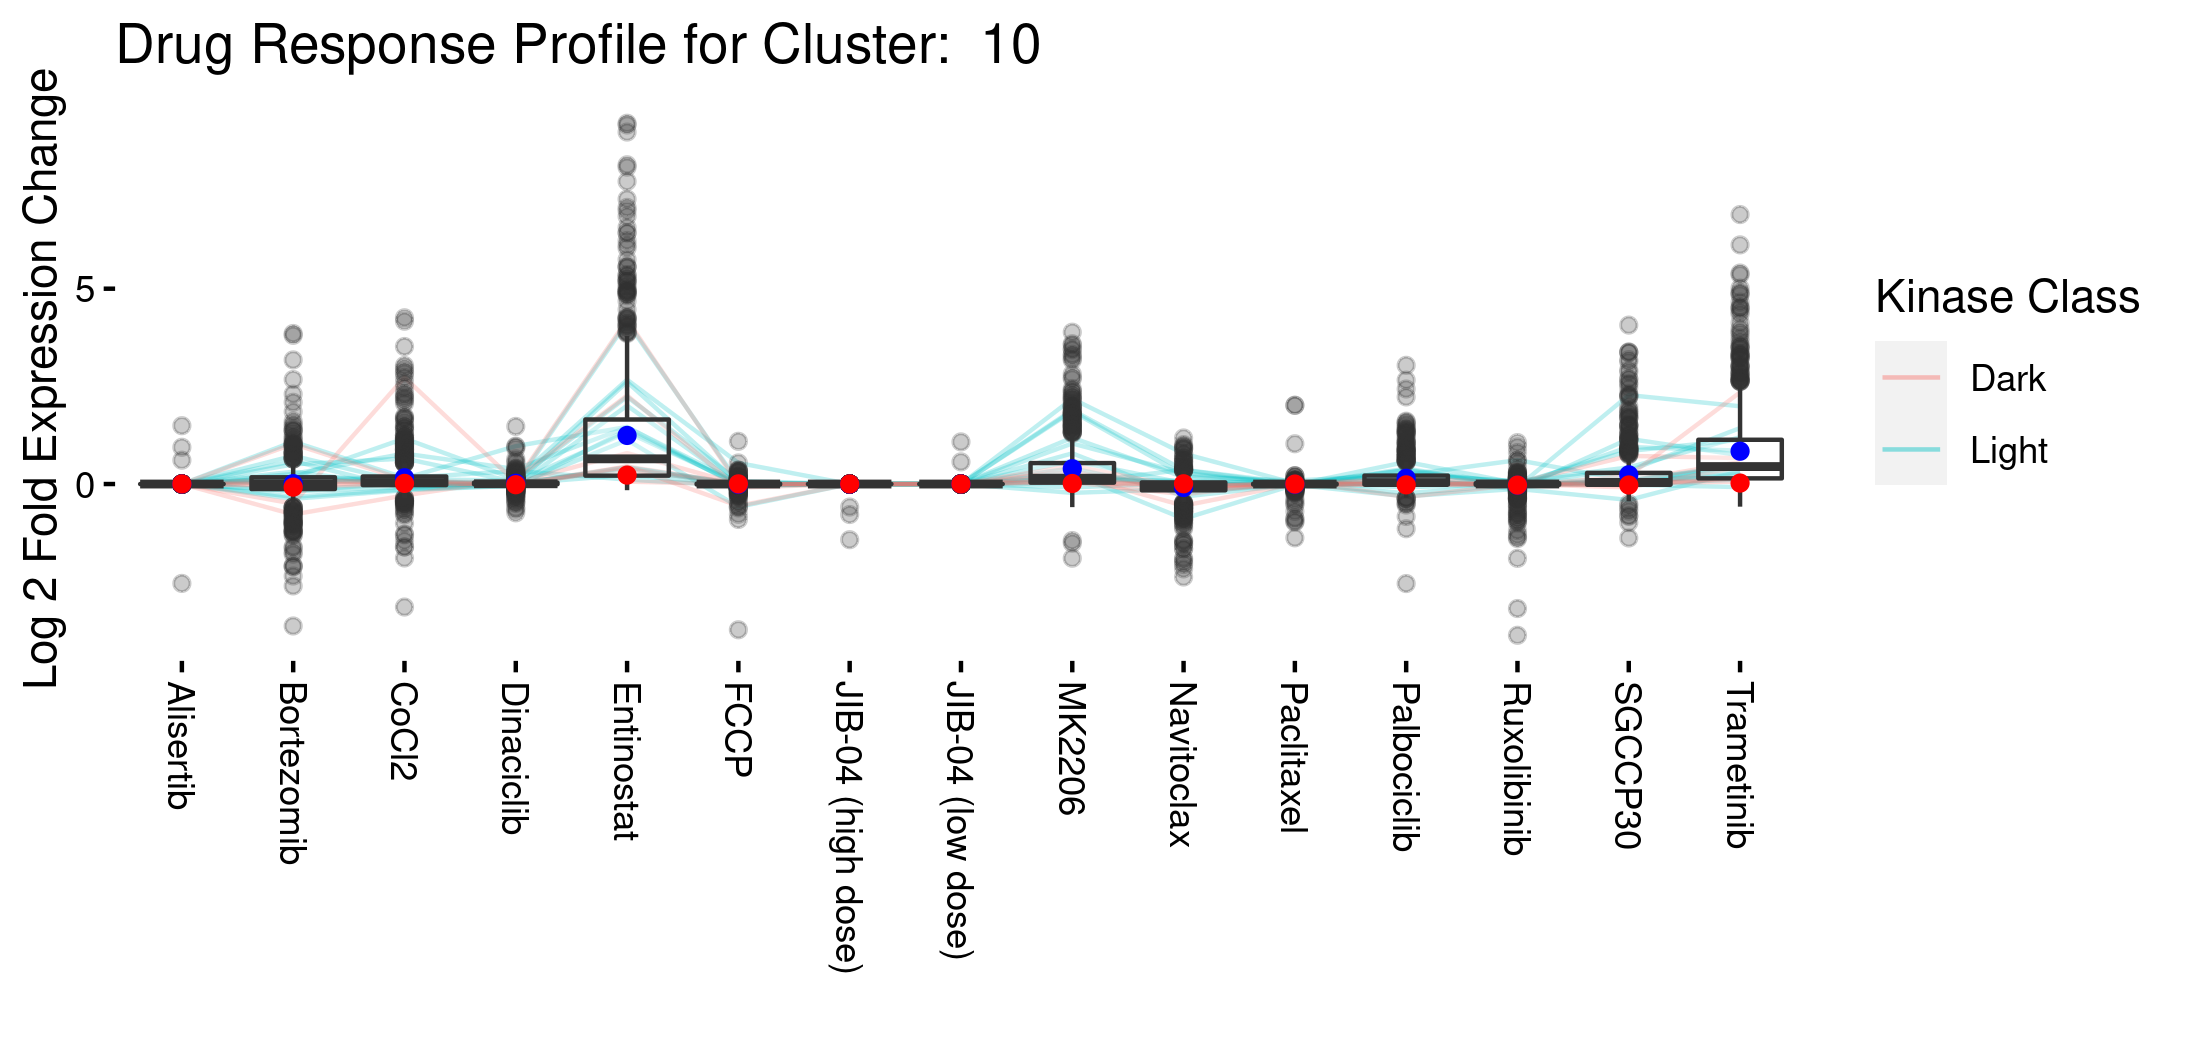 Drug Response Profile for Cluster:  10
Log 2 Fold Expression Change
5
0
Alisertib
Bortezomib
CoCl2
Dinaciclib
Entinostat
FCCP
JIB-04 (high dose)
JIB-04 (low dose)
MK2206
Navitoclax
Paclitaxel
Palbociclib
Ruxolibinib
SGCCP30
Trametinib
Kinase Class
Dark
Light